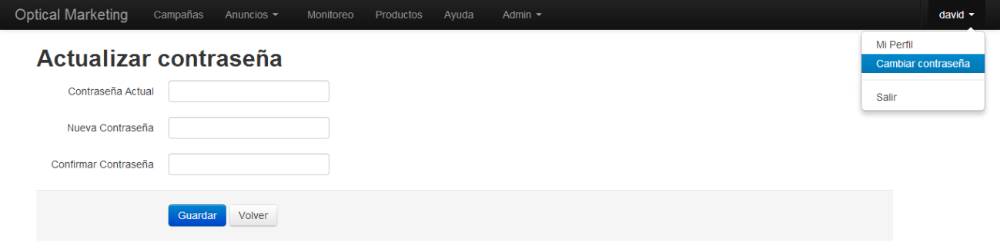 Optical Marketing Campañas Anuncios Monitoreo Productos Ayuda Admin david
Mi Perfil
Cambiar contraseña
Salir
Actualizar contraseña
Contraseña Actual
Nueva Contraseña
Confirmar Contraseña
Guardar Volver